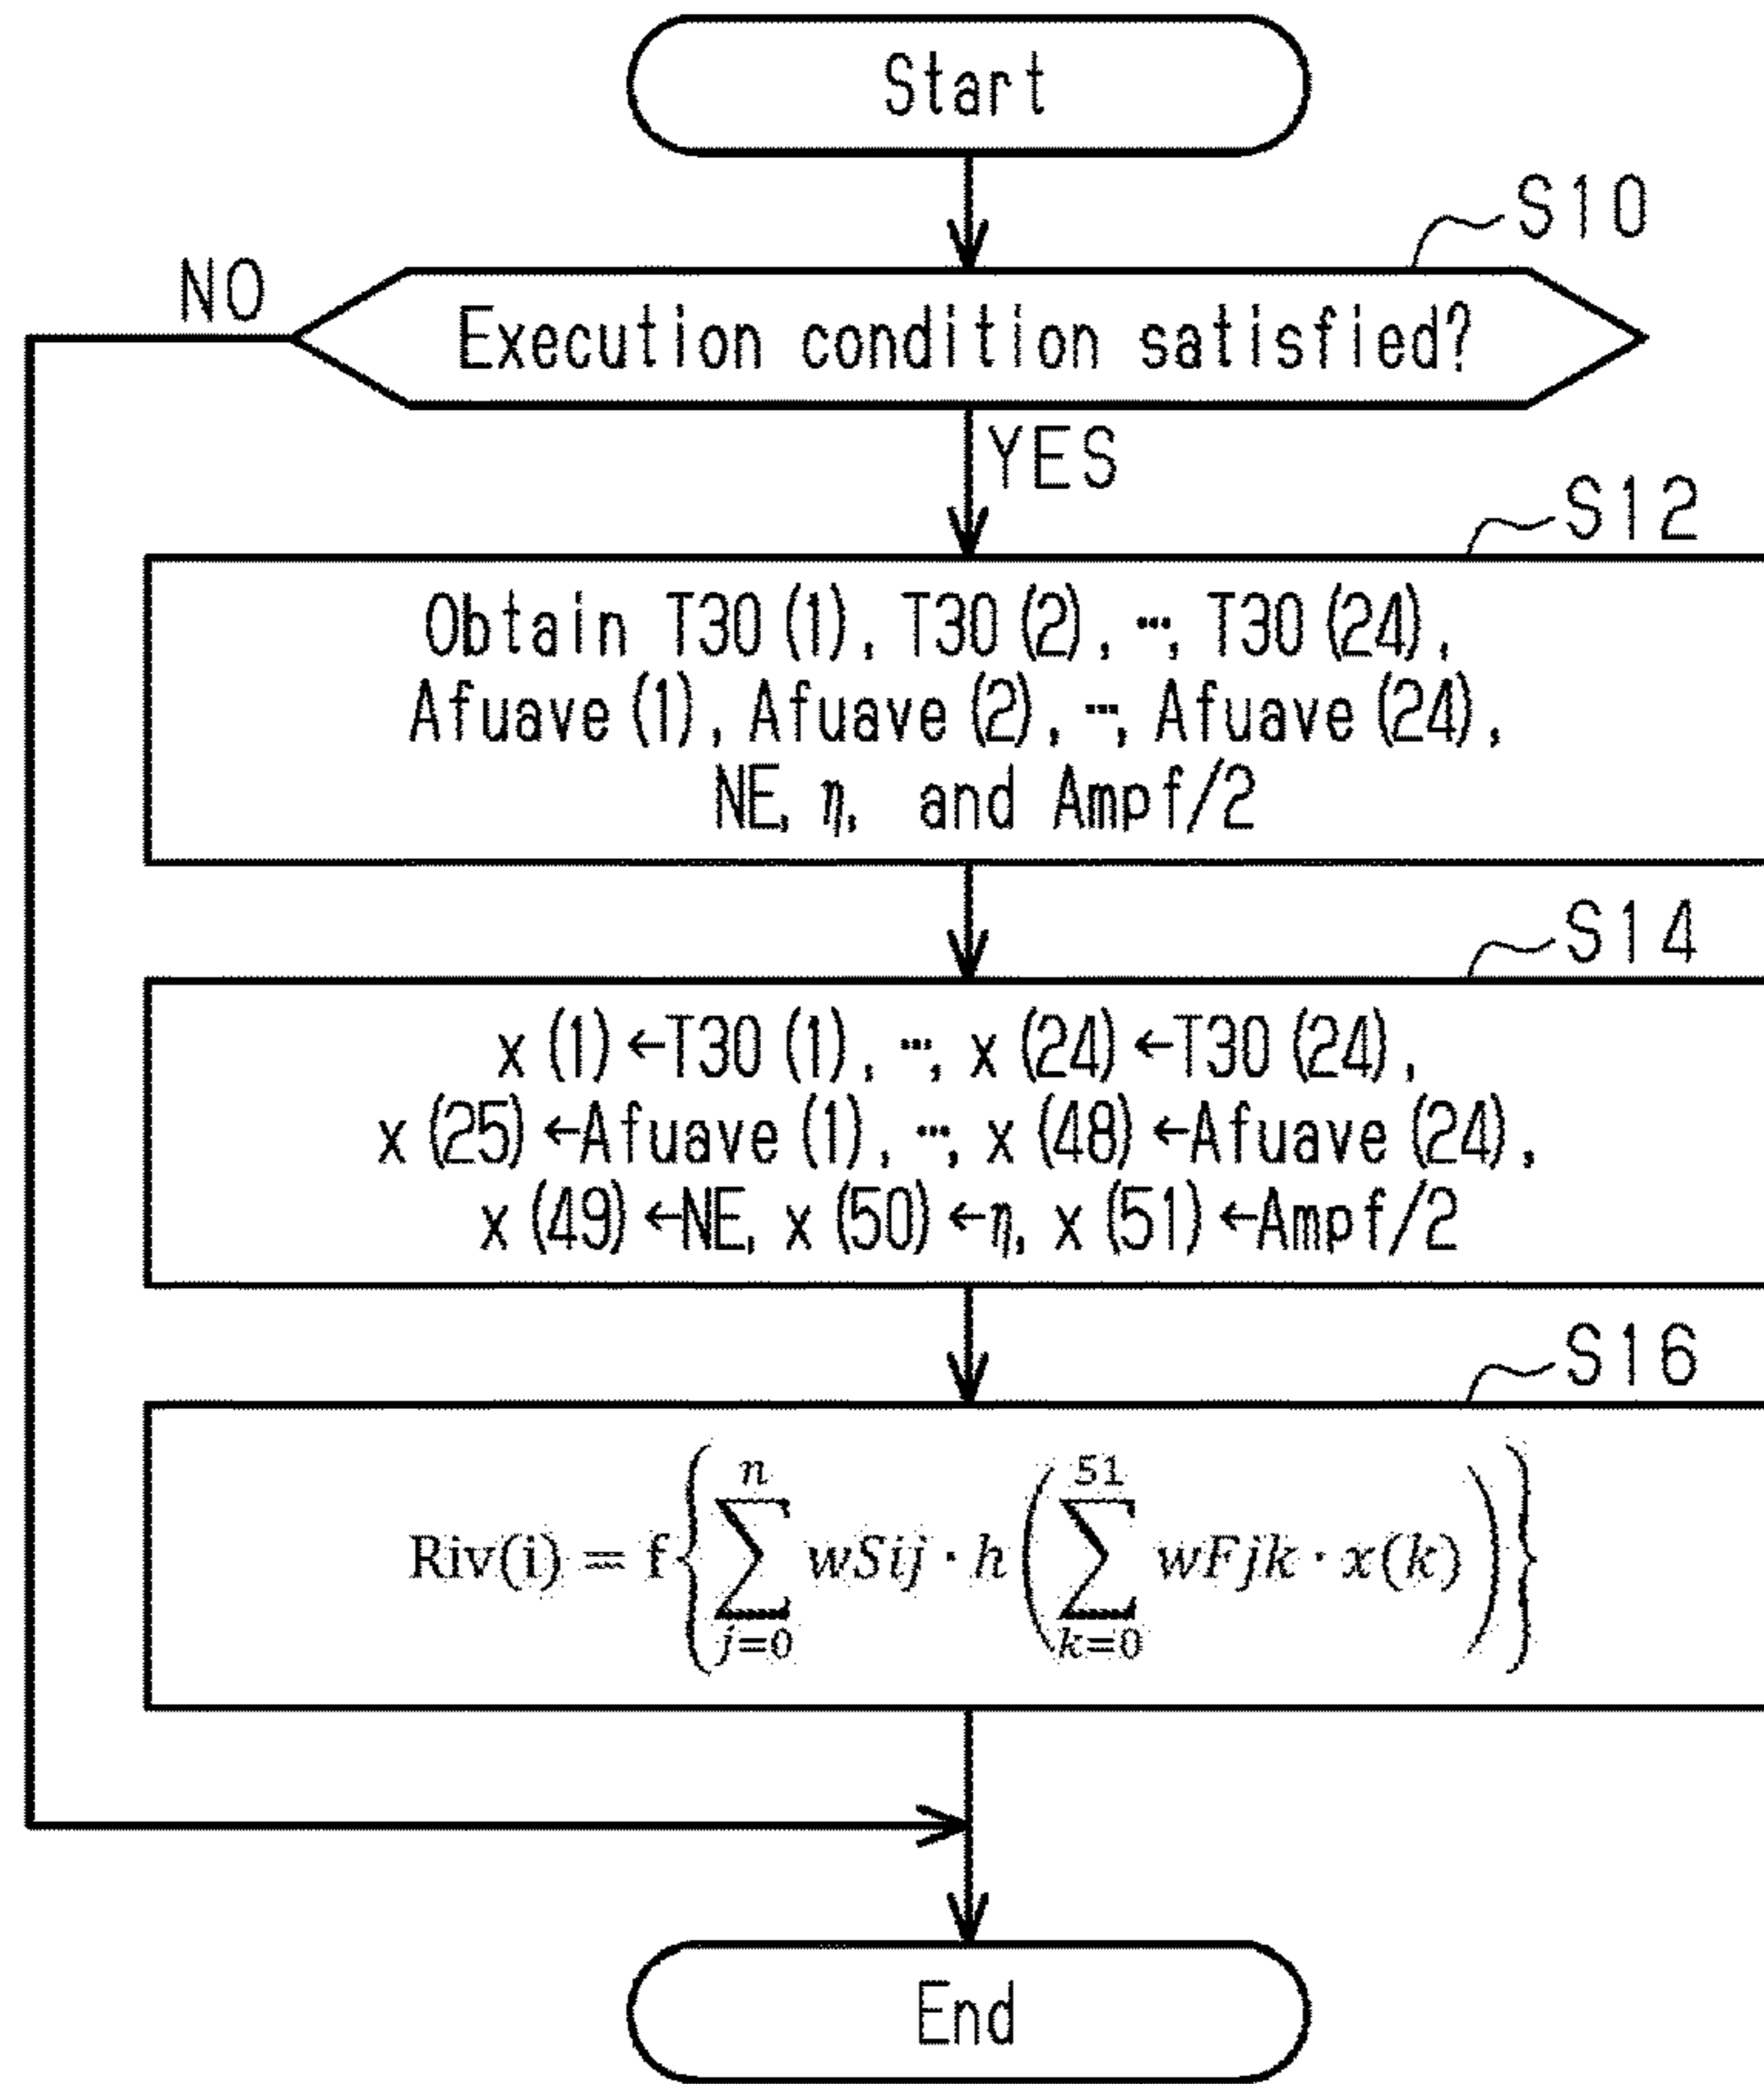 Start
S10
NO
Execution condition satisfied?
YES
S12
Obtain T30(1), T30(2), …, T30(24),
Afuave(1), Afuave(2), …, Afuave(24),
NE, η, and Ampf/2
S14
x(1)←T30(1), …, x(24)←T30(24),
x(25)←Afuave(1), …, x(48)←Afuave(24),
x(49)←NE, x(50)←η, x(51)←Ampf/2
S16
Riv(i) = f{∑_{j=0}^{n} wSij · h(∑_{k=0}^{51} wFjk · x(k))}
End